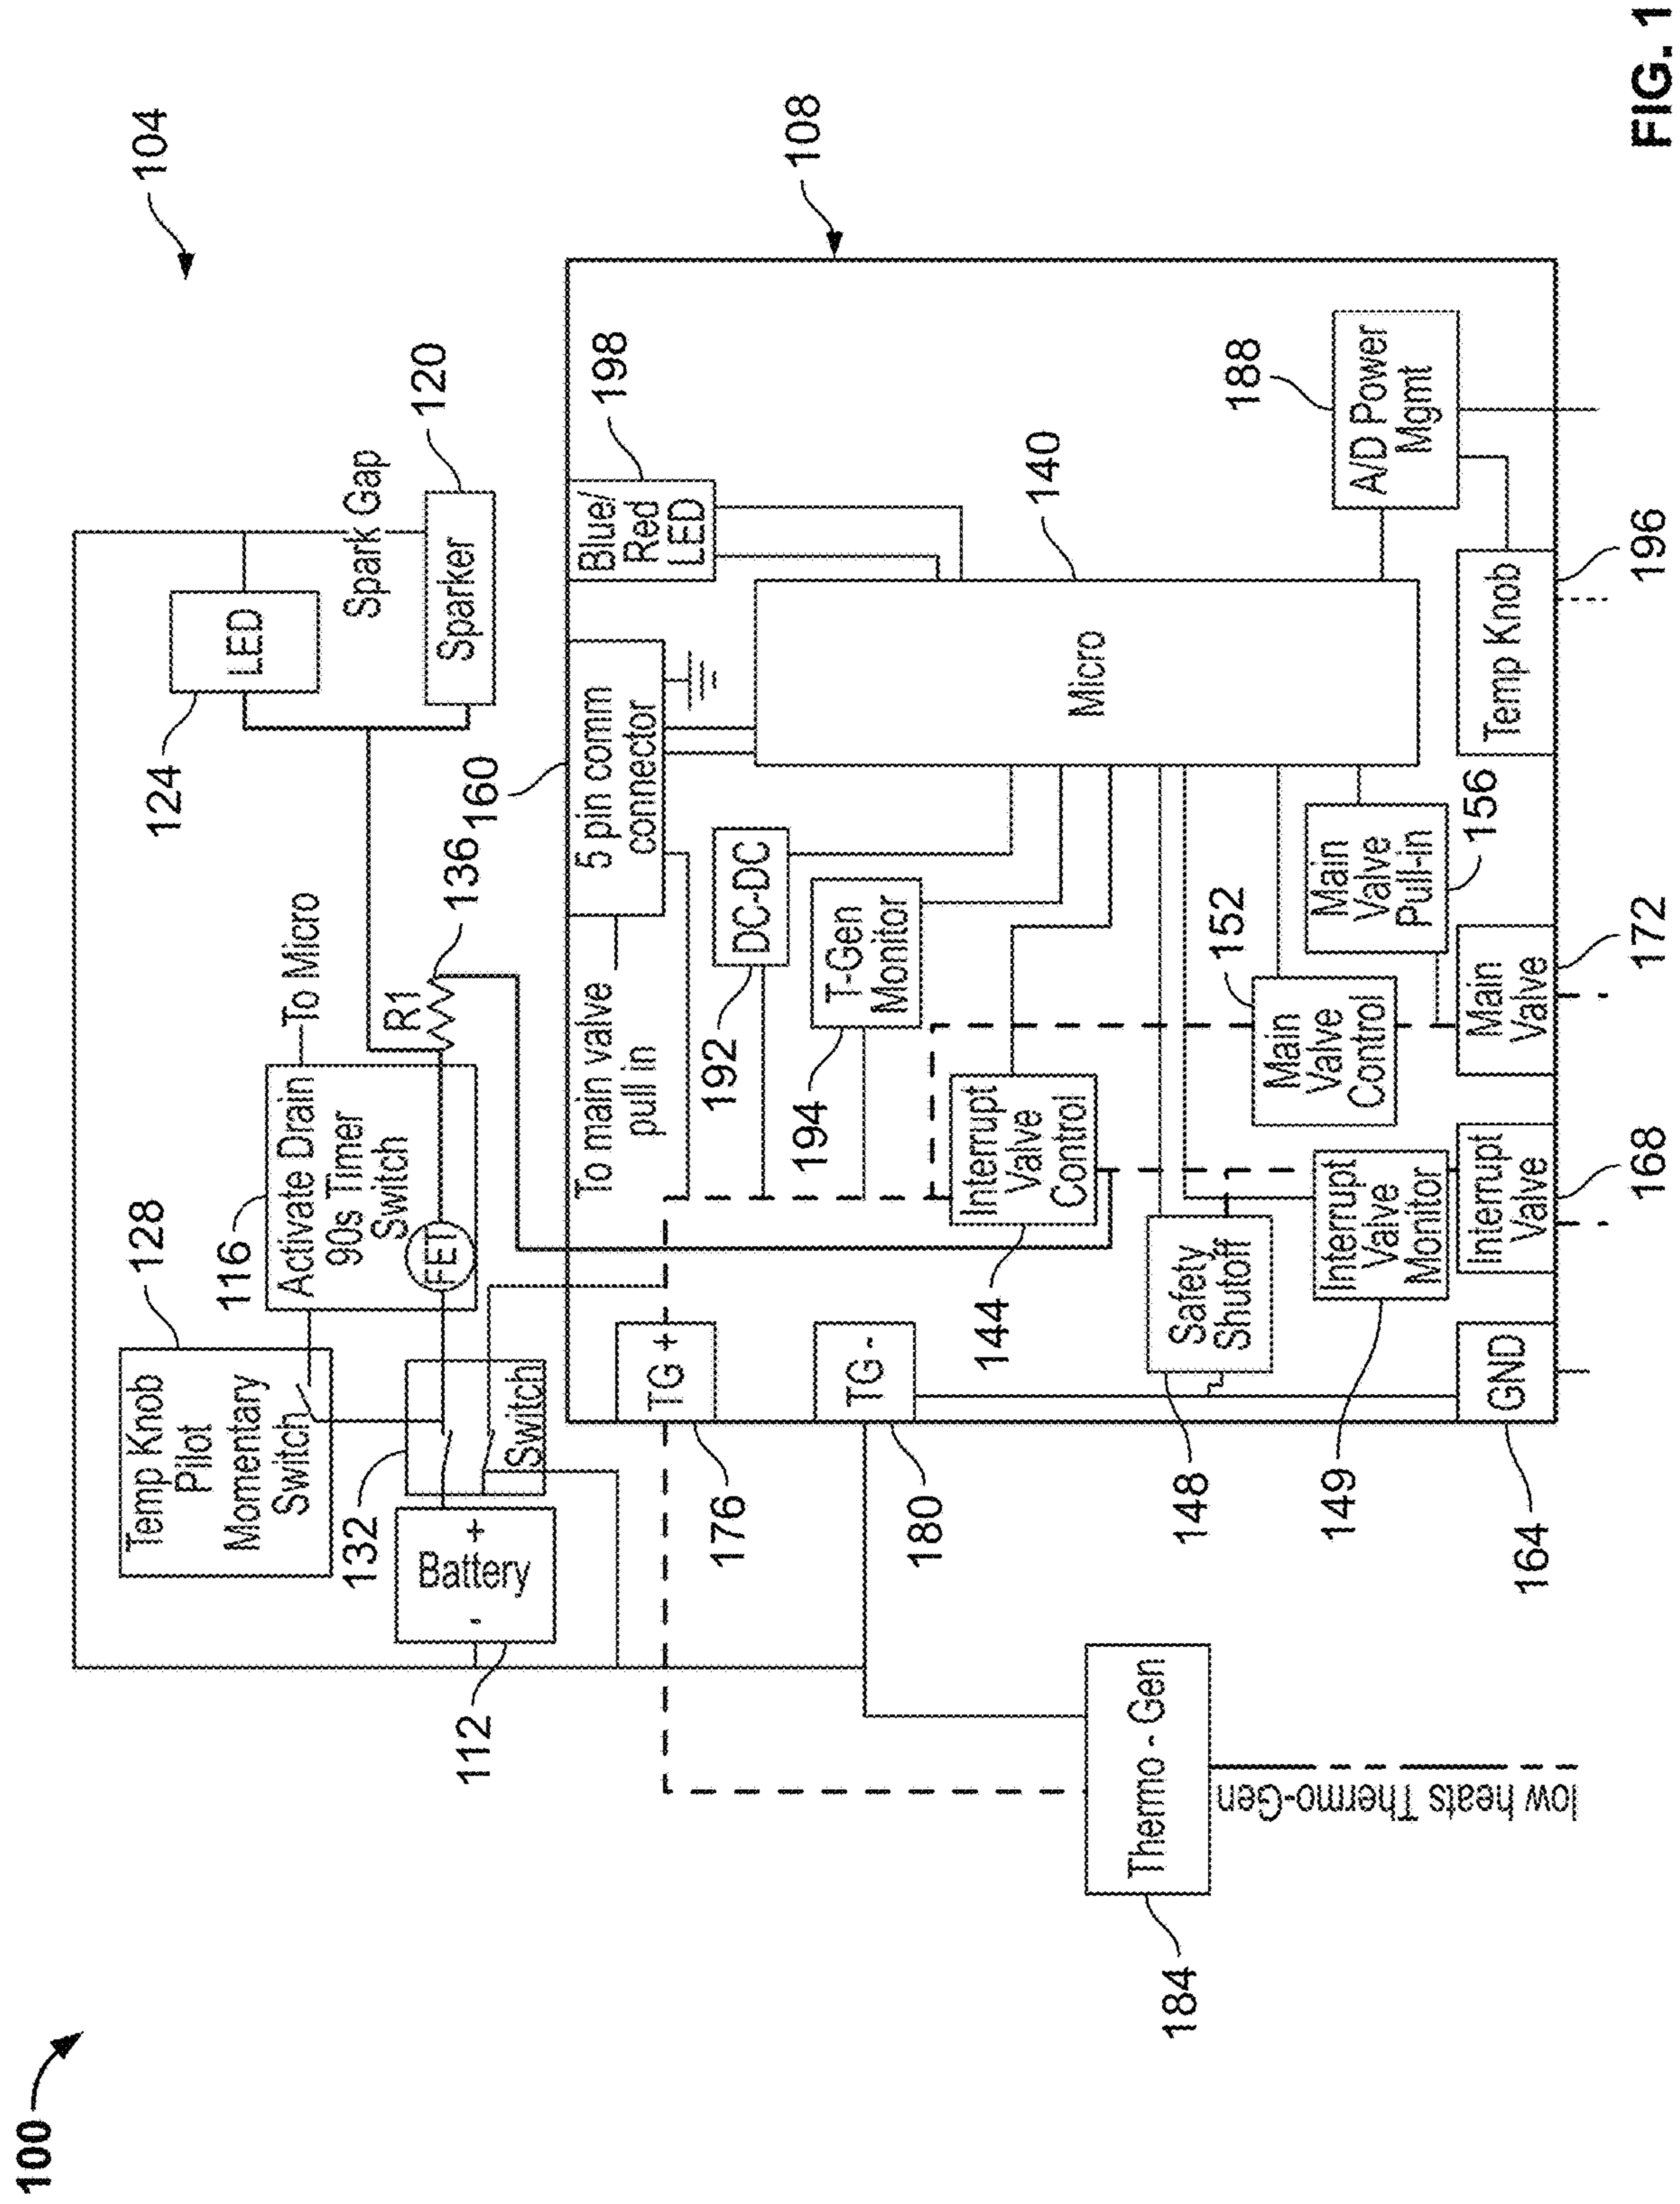 100
104
124
LED
Spark Gap
Sparker
120
128
Temp Knob
Pilot
Momentary
Switch
116
Activate Drain
90s Timer
Switch
FET
To Micro
R1
136
132
Battery
- +
112
Switch
108
To main valve
pull in
160
5 pin comm
connector
Blue/
Red
LED
198
176
TG +
180
TG -
192
DC-DC
194
T-Gen
Monitor
Micro
140
144
Interrupt
Valve
Control
148
Safety
Shutoff
149
Interrupt
Valve
Monitor
152
Main
Valve
Control
Main
Valve
Pull-in
156
188
A/D Power
Mgmt
164
GND
Interrupt
Valve
168
Main
Valve
172
Temp Knob
196
184
Thermo - Gen
low heats Thermo-Gen
FIG. 1